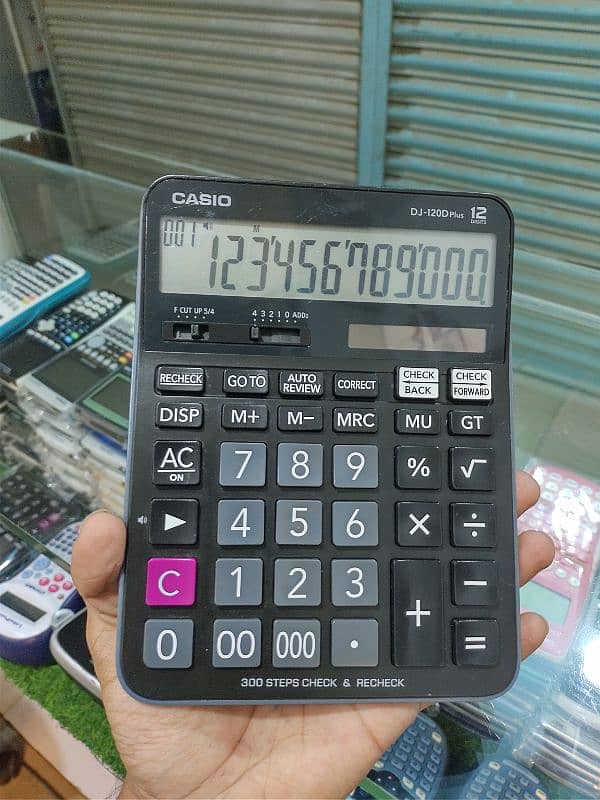 CASIO
DJ-120D Plus 12 DIGITS
001 M
123'456'789'000.
F CUT UP 5/4 4 3 2 1 0 ADD2
RECHECK GO TO AUTO REVIEW CORRECT CHECK BACK CHECK FORWARD
DISP M+ M- MRC MU GT
AC ON 7 8 9 % √
▶ 4 5 6 × ÷
C 1 2 3 + −
0 00 000 · =
300 STEPS CHECK & RECHECK